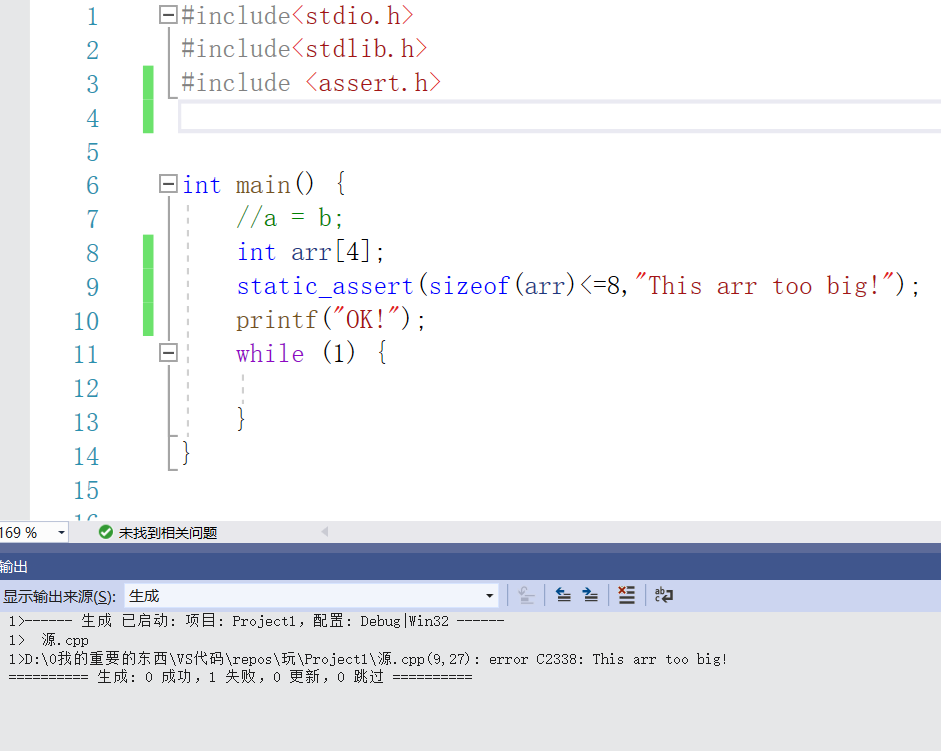 1 #include<stdio.h>
2 #include<stdlib.h>
3 #include <assert.h>
4
5
6 int main() {
7 //a = b;
8 int arr[4];
9 static_assert(sizeof(arr)<=8,"This arr too big!");
10 printf("OK!");
11 while (1) {
12
13 }
14 }
15
16
169 % 未找到相关问题
输出
显示输出来源(S): 生成
1>------ 生成 已启动: 项目: Project1, 配置: Debug|Win32 ------
1> 源.cpp
1>D:\0我的重要的东西\VS代码\repos\玩\Project1\源.cpp(9,27): error C2338: This arr too big!
========== 生成: 0 成功, 1 失败, 0 更新, 0 跳过 ==========